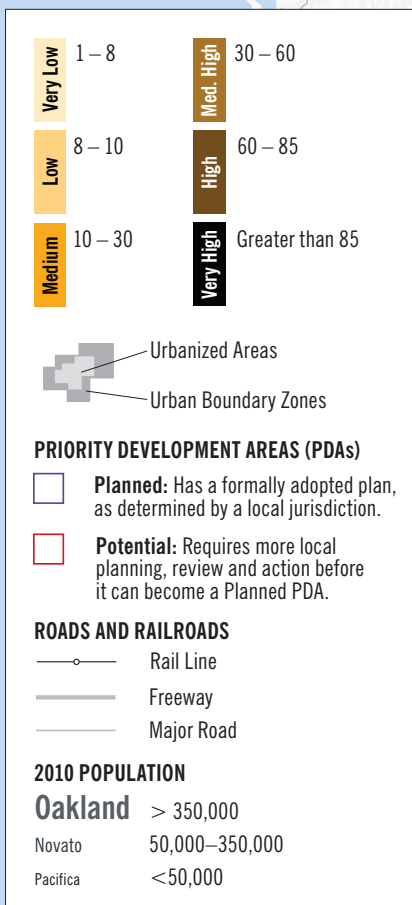 Very Low 1 – 8
Low 8 – 10
Medium 10 – 30
Med. High 30 – 60
High 60 – 85
Very High Greater than 85
Urbanized Areas
Urban Boundary Zones
PRIORITY DEVELOPMENT AREAS (PDAs)
Planned: Has a formally adopted plan,
as determined by a local jurisdiction.
Potential: Requires more local
planning, review and action before
it can become a Planned PDA.
ROADS AND RAILROADS
Rail Line
Freeway
Major Road
2010 POPULATION
Oakland > 350,000
Novato 50,000–350,000
Pacifica <50,000